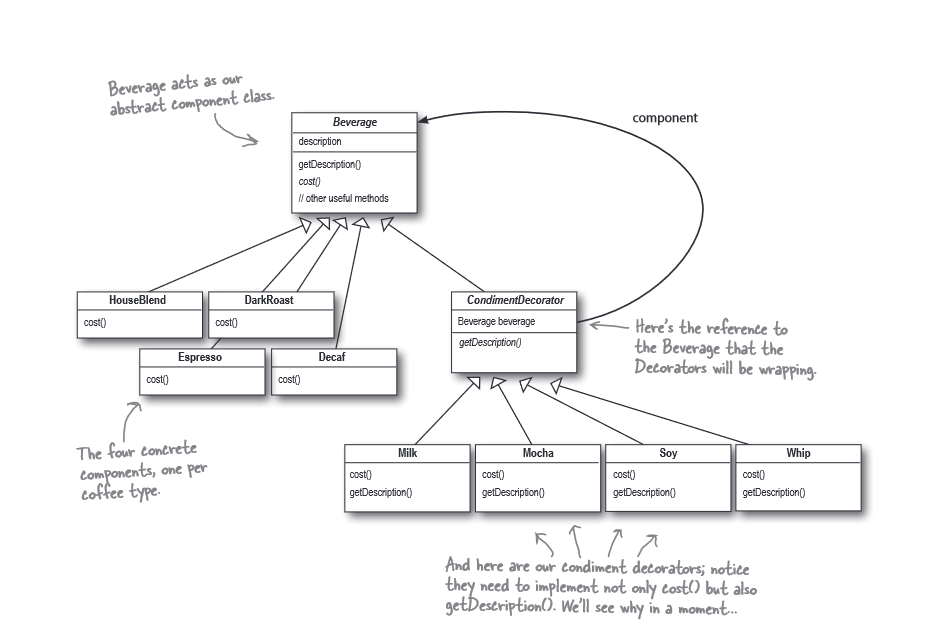 Beverage acts as our
abstract component class.
component
Beverage
description
getDescription()
cost()
// other useful methods
HouseBlend
cost()
DarkRoast
cost()
CondimentDecorator
Beverage beverage
getDescription()
Here's the reference to
the Beverage that the
Decorators will be wrapping.
Espresso
cost()
Decaf
cost()
The four concrete
components, one per
coffee type.
Milk
cost()
getDescription()
Mocha
cost()
getDescription()
Soy
cost()
getDescription()
Whip
cost()
getDescription()
And here are our condiment decorators; notice
they need to implement not only cost() but also
getDescription(). We'll see why in a moment...